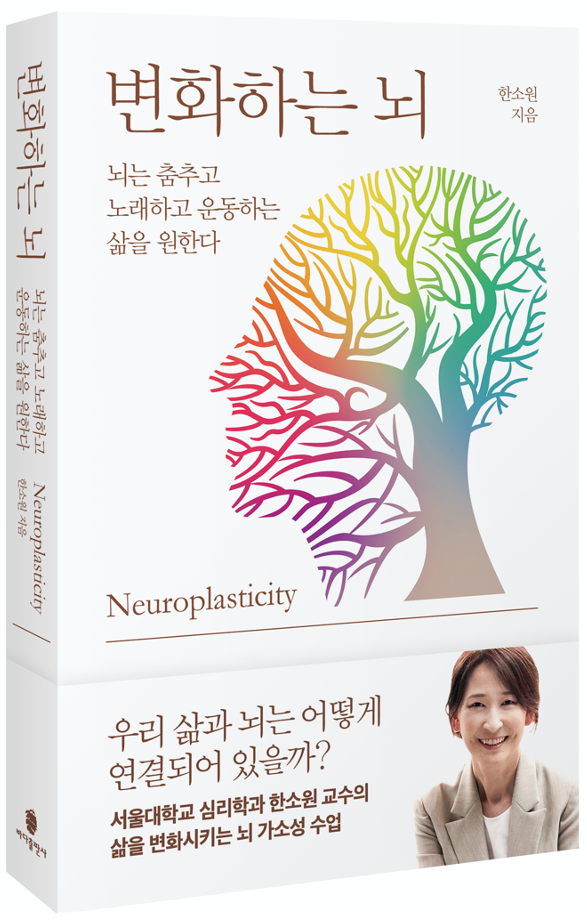 변화하는 뇌
한소원
지음
뇌는 춤추고
노래하고 운동하는
삶을 원한다
Neuroplasticity
우리 삶과 뇌는 어떻게
연결되어 있을까?
서울대학교 심리학과 한소원 교수의
삶을 변화시키는 뇌 가소성 수업
변화하는 뇌
뇌는 춤추고 노래하고
운동하는 삶을 원한다
Neuroplasticity
한소원 지음
바다출판사